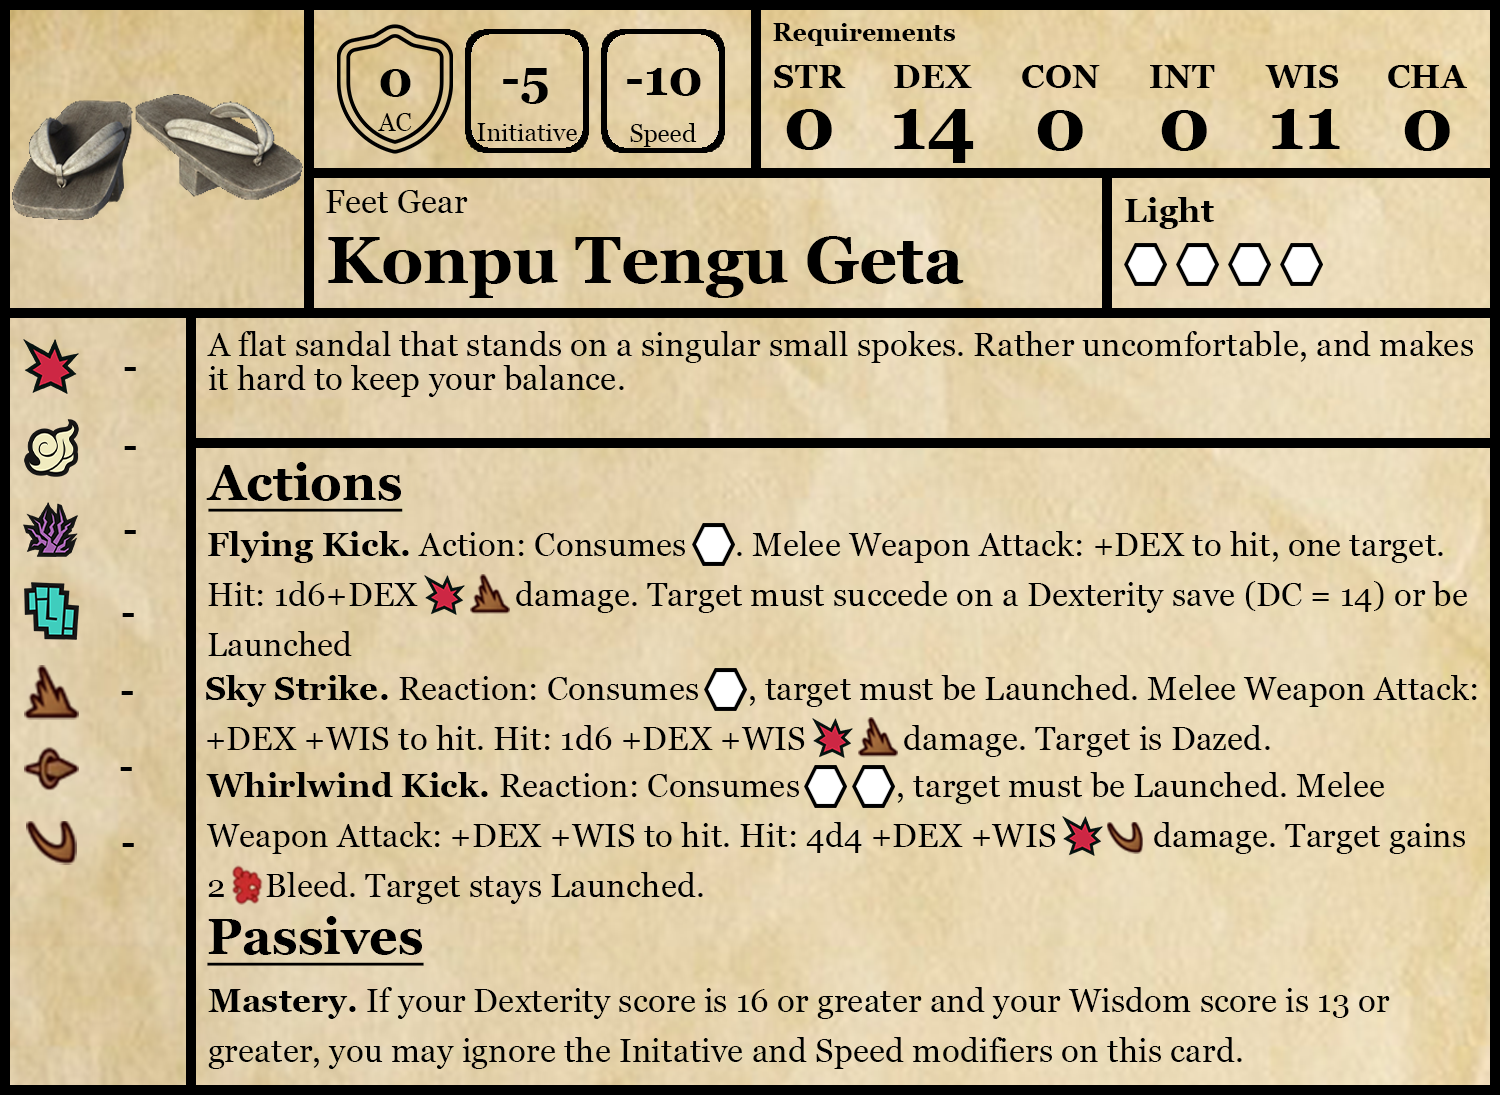 0
AC
-5
Initiative
-10
Speed
Requirements
STR DEX CON INT WIS CHA
0 14 0 0 11 0
Feet Gear
Konpu Tengu Geta
Light
-
-
-
-
-
-
-
A flat sandal that stands on a singular small spokes. Rather uncomfortable, and makes
it hard to keep your balance.
Actions
Flying Kick. Action: Consumes . Melee Weapon Attack: +DEX to hit, one target.
Hit: 1d6+DEX damage. Target must succede on a Dexterity save (DC = 14) or be
Launched
Sky Strike. Reaction: Consumes , target must be Launched. Melee Weapon Attack:
+DEX +WIS to hit. Hit: 1d6 +DEX +WIS damage. Target is Dazed.
Whirlwind Kick. Reaction: Consumes , target must be Launched. Melee
Weapon Attack: +DEX +WIS to hit. Hit: 4d4 +DEX +WIS damage. Target gains
2 Bleed. Target stays Launched.
Passives
Mastery. If your Dexterity score is 16 or greater and your Wisdom score is 13 or
greater, you may ignore the Initative and Speed modifiers on this card.